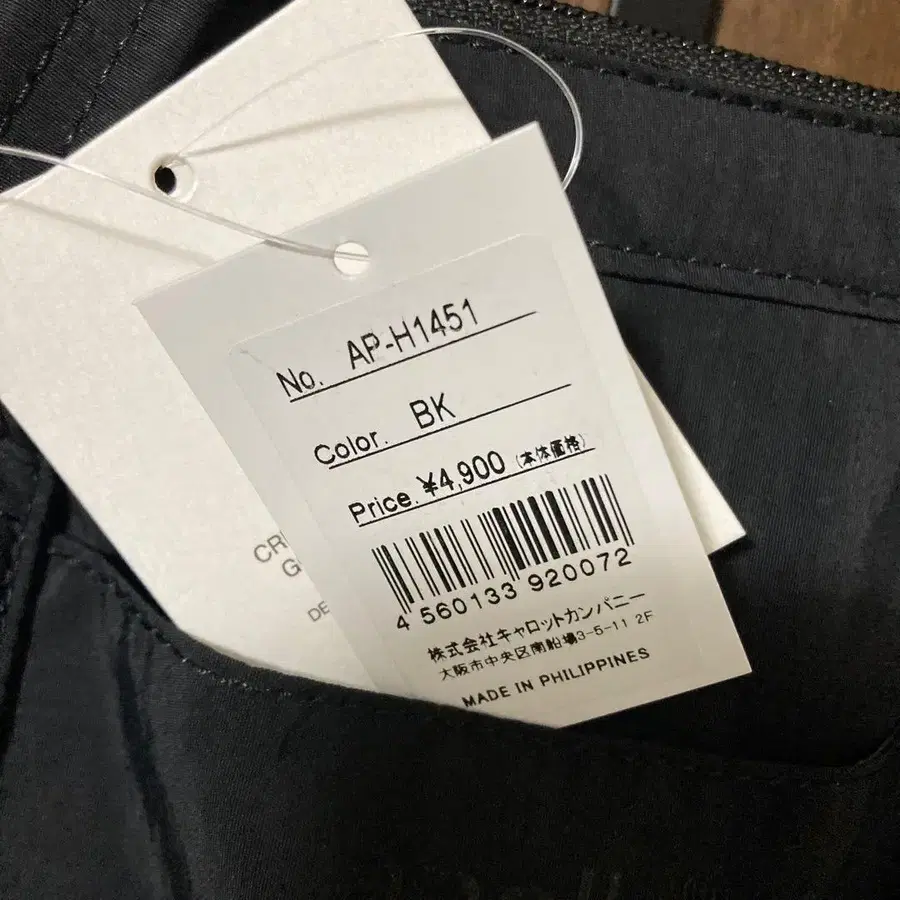 No. AP-H1451
Color. BK
Price. ¥4,900 (本体価格)
4 560133 920072
株式会社キャロットカンパニー
大阪市中央区南船場3-5-11 2F
MADE IN PHILIPPINES
CR
G
DE